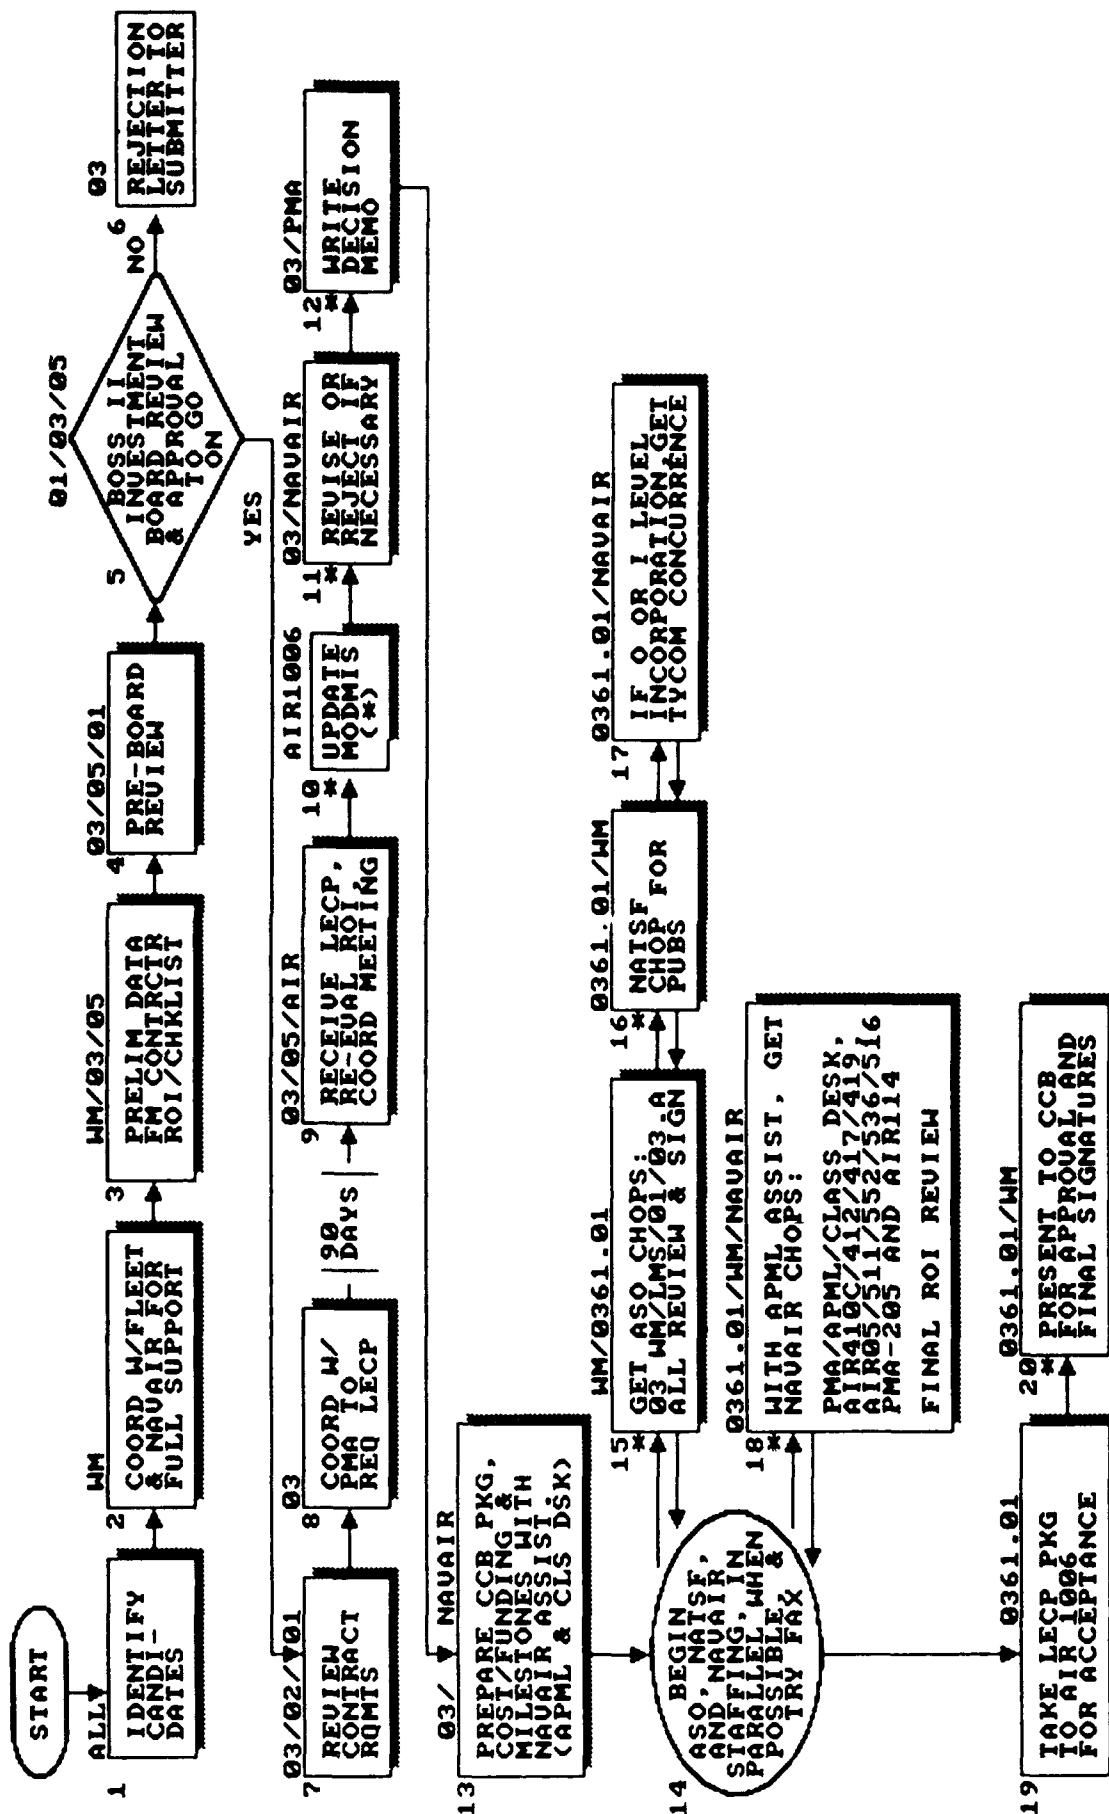 START
ALL
1
IDENTIFY
CANDI-
DATES
WM
2
COORD W/FLEET
& NAVAIR FOR
FULL SUPPORT
WM/03/05
3
PRELIM DATA
FM CONTRCTR
ROI/CHKLIST
03/05/01
4
PRE-BOARD
REVIEW
01/03/05
5
BOSS II
INVESTMENT
BOARD REVIEW
& APPROVAL
TO GO
ON
NO
YES
03
6
REJECTION
LETTER TO
SUBMITTER
03/02/01
7
REVIEW
CONTRACT
RQMTS
03
8
COORD W/
PMA TO
REQ LECP
90
DAYS
03/05/AIR
9
RECEIVE LECP,
RE-EVAL ROI,
COORD MEETING
AIR1006
10
*
UPDATE
MODMIS
(*)
03/NAVAIR
11
*
REVISE OR
REJECT IF
NECESSARY
03/PMA
12
*
WRITE
DECISION
MEMO
03/ NAVAIR
13
PREPARE CCB PKG,
COST/FUNDING &
MILESTONES WITH
NAVAIR ASSIST.
(APML & CLS DSK)
14
BEGIN
ASO, NATSF,
AND NAVAIR
STAFFING, IN
PARALLEL WHEN
POSSIBLE &
TRY FAX
WM/0361.01
15
*
GET ASO CHOPS:
03 WM/LMS/01/03.A
ALL REVIEW & SIGN
0361.01/WM
16
*
NATSF
CHOP FOR
PUBS
0361.01/NAVAIR
17
IF O OR I LEVEL
INCORPORATION,GET
TYCOM CONCURRENCE
0361.01/WM/NAVAIR
18
*
WITH APML ASSIST, GET
NAVAIR CHOPS:
PMA/APML/CLASS DESK,
AIR410C/412/417/419,
AIR05/511/552/536/516
PMA-205 AND AIR114
FINAL ROI REVIEW
0361.01
19
TAKE LECP PKG
TO AIR 1006
FOR ACCEPTANCE
0361.01/WM
20
*
PRESENT TO CCB
FOR APPROVAL AND
FINAL SIGNATURES